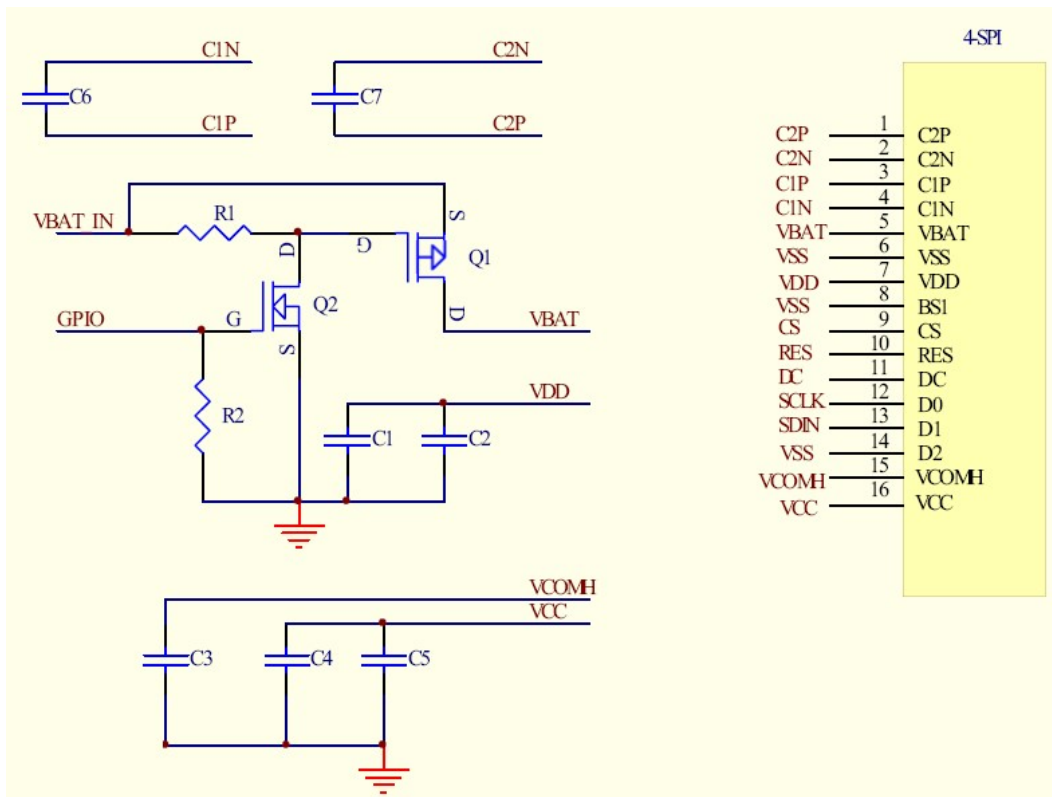 C1N
C6
C1P
C2N
C7
C2P
VBAT_IN
R1
D
G
S
Q1
D
VBAT
GPIO
G
Q2
S
R2
VDD
C1
C2
VCOMH
VCC
C3
C4
C5
4-SPI
C2P 1 C2P
C2N 2 C2N
C1P 3 C1P
C1N 4 C1N
VBAT 5 VBAT
VSS 6 VSS
VDD 7 VDD
VSS 8 BS1
CS 9 CS
RES 10 RES
DC 11 DC
SCLK 12 D0
SDIN 13 D1
VSS 14 D2
VCOMH 15 VCOMH
VCC 16 VCC